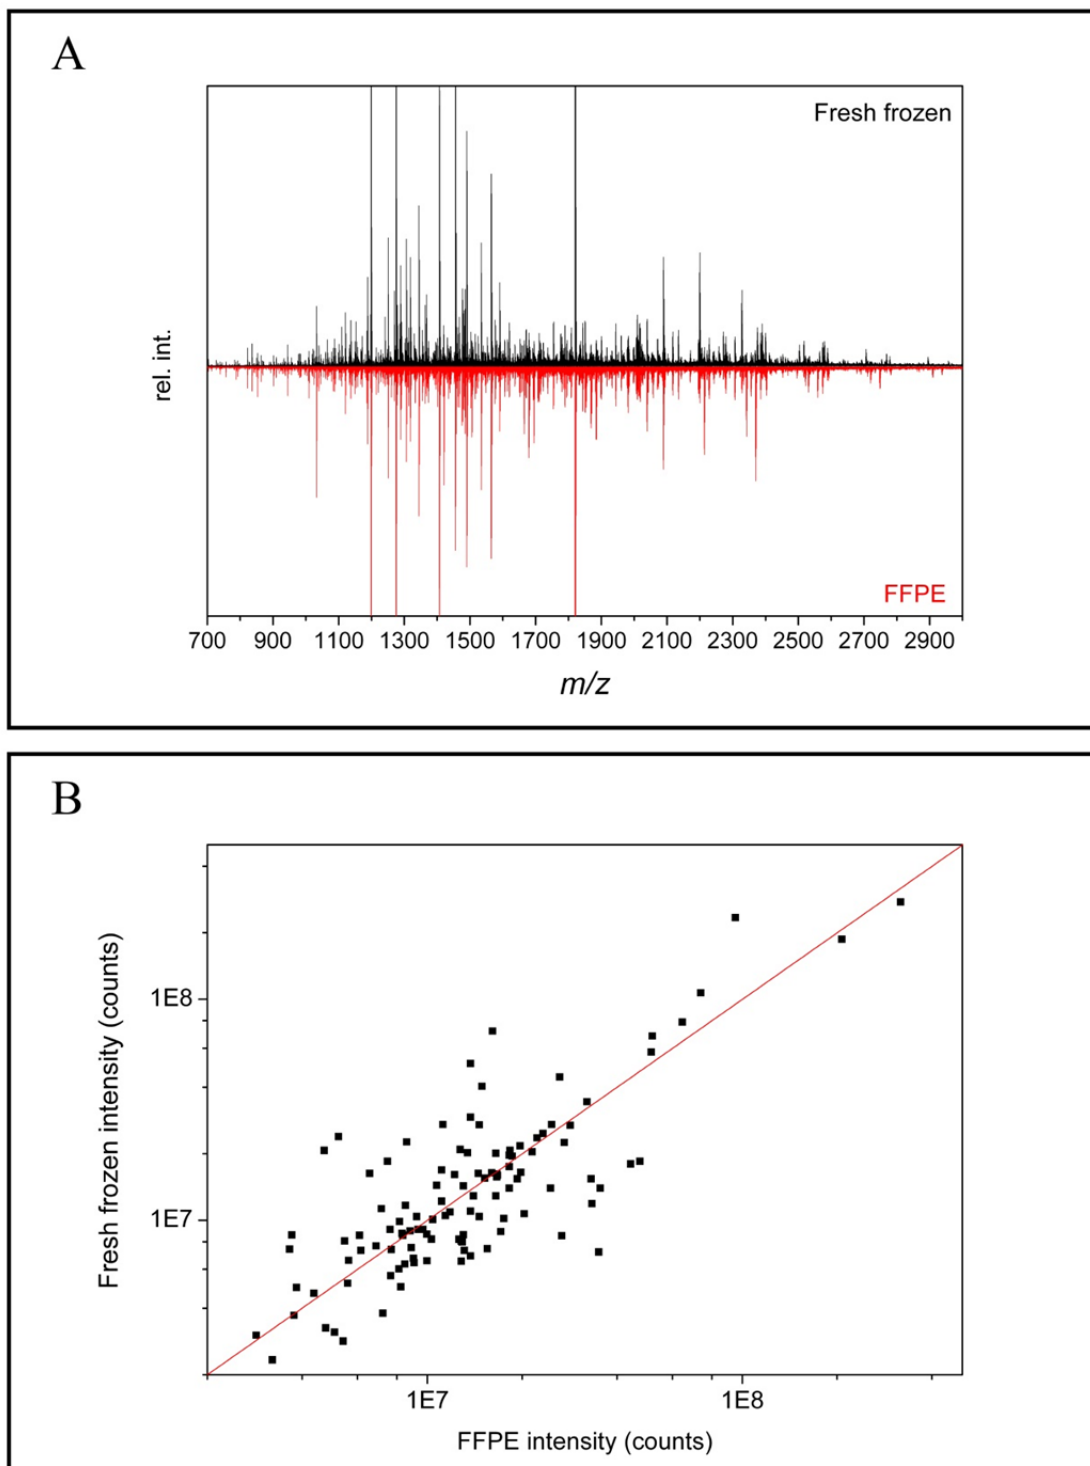 A
Fresh frozen
rel. int.
FFPE
700 900 1100 1300 1500 1700 1900 2100 2300 2500 2700 2900
m/z
B
Fresh frozen intensity (counts)
1E8
1E7
1E7 1E8
FFPE intensity (counts)